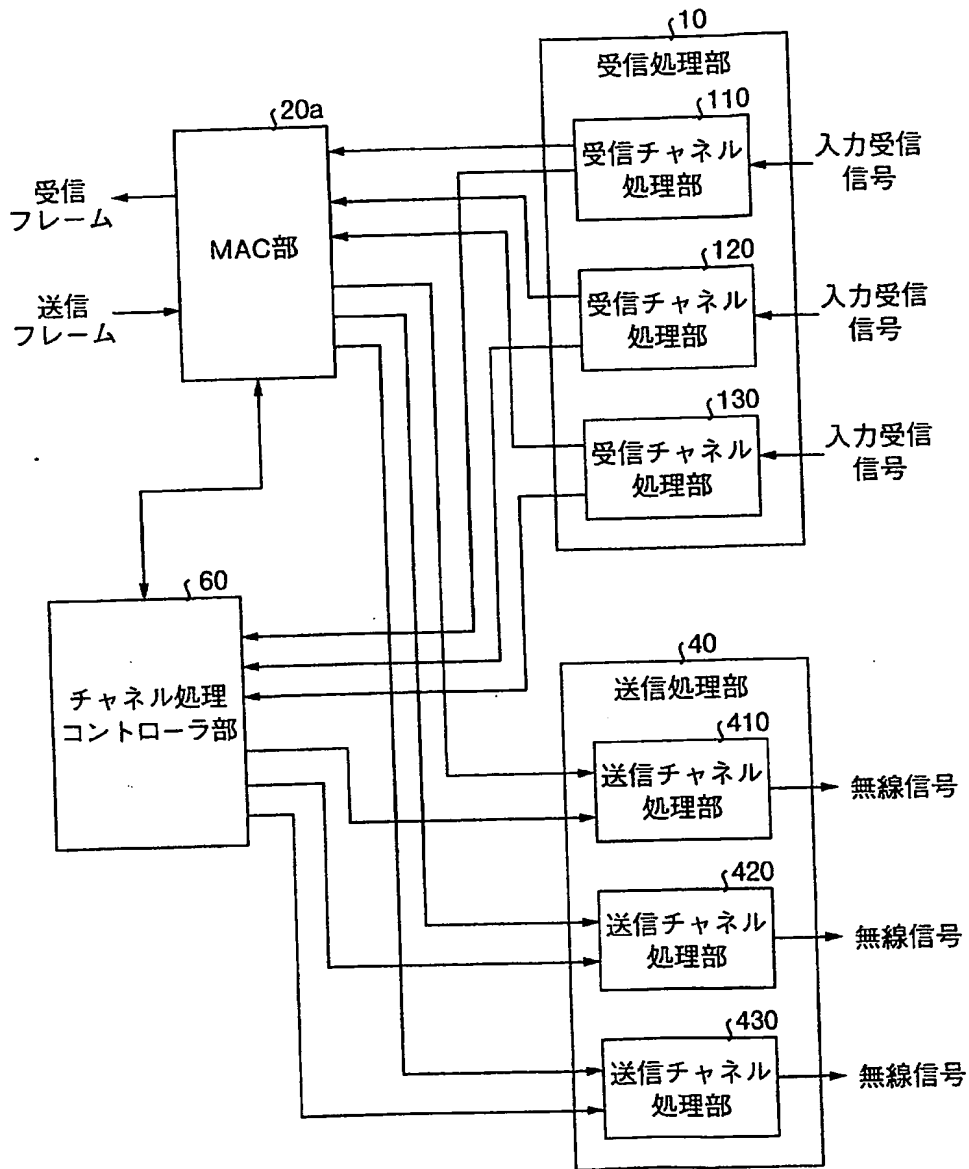 10
受信処理部
20a
110
受信チャネル
処理部
入力受信
信号
受信
フレーム
MAC部
送信
フレーム
120
受信チャネル
処理部
入力受信
信号
130
受信チャネル
処理部
入力受信
信号
60
チャネル処理
コントローラ部
40
送信処理部
410
送信チャネル
処理部
無線信号
420
送信チャネル
処理部
無線信号
430
送信チャネル
処理部
無線信号